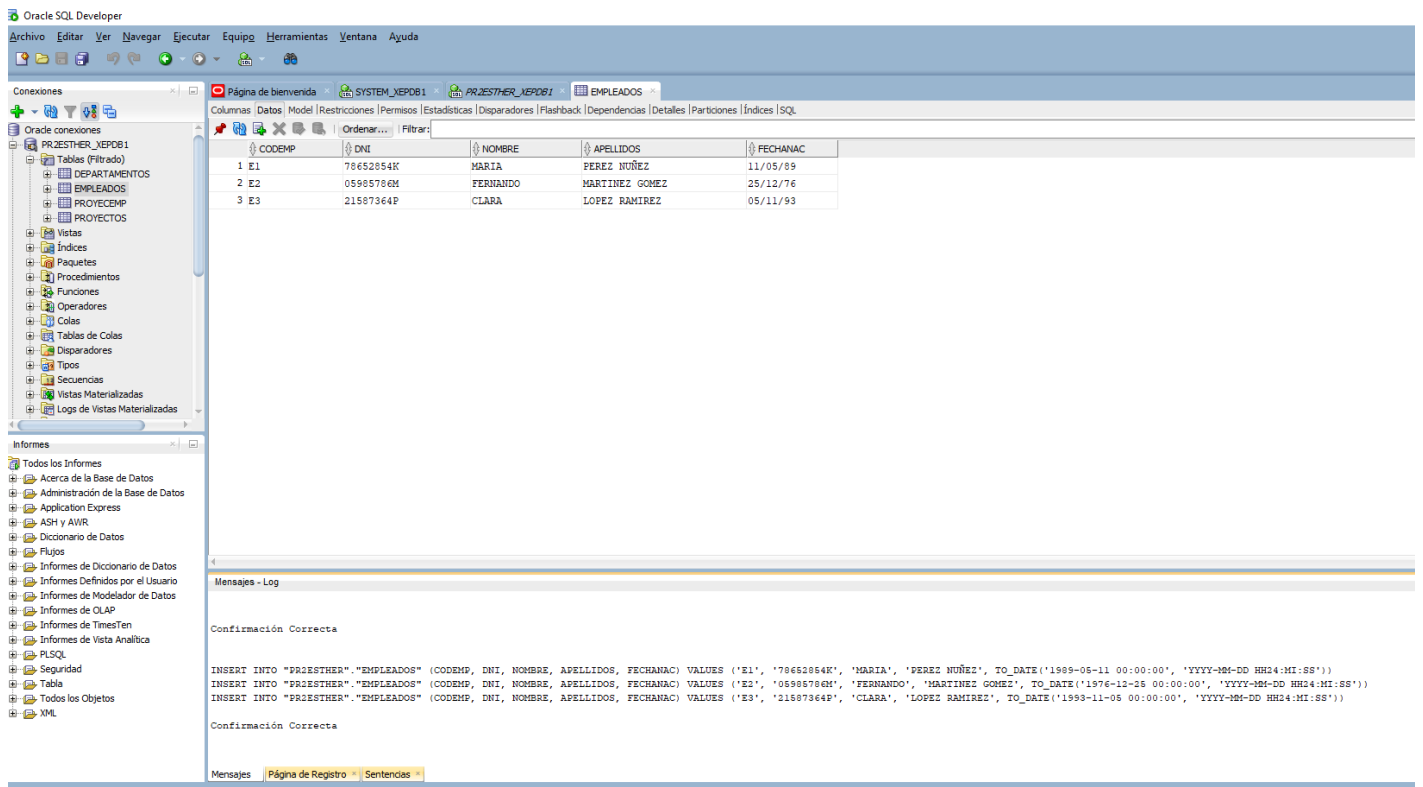 Oracle SQL Developer
Archivo Editar Ver Navegar Ejecutar Equipo Herramientas Ventana Ayuda
Conexiones
Oracle conexiones
PR2ESTHER_XEPDB1
Tablas (Filtrado)
DEPARTAMENTOS
EMPLEADOS
PROYECEMP
PROYECTOS
Vistas
Índices
Paquetes
Procedimientos
Funciones
Operadores
Colas
Tablas de Colas
Disparadores
Tipos
Secuencias
Vistas Materializadas
Logs de Vistas Materializadas
Informes
Todos los Informes
Acerca de la Base de Datos
Administración de la Base de Datos
Application Express
ASH y AWR
Diccionario de Datos
Flujos
Informes de Diccionario de Datos
Informes Definidos por el Usuario
Informes de Modelador de Datos
Informes de OLAP
Informes de TimesTen
Informes de Vista Analítica
PLSQL
Seguridad
Tabla
Todos los Objetos
XML
Página de bienvenida SYSTEM_XEPDB1 PR2ESTHER_XEPDB1 EMPLEADOS
Columnas Datos Model |Restricciones |Permisos |Estadísticas |Disparadores |Flashback |Dependencias |Detalles |Particiones |Índices |SQL
Ordenar... Filtrar:
CODEMP DNI NOMBRE APELLIDOS FECHANAC
1 E1 78652854K MARIA PEREZ NUÑEZ 11/05/89
2 E2 05985786M FERNANDO MARTINEZ GOMEZ 25/12/76
3 E3 21587364P CLARA LOPEZ RAMIREZ 05/11/93
Mensajes - Log
Confirmación Correcta
INSERT INTO "PR2ESTHER"."EMPLEADOS" (CODEMP, DNI, NOMBRE, APELLIDOS, FECHANAC) VALUES ('E1', '78652854K', 'MARIA', 'PEREZ NUÑEZ', TO_DATE('1989-05-11 00:00:00', 'YYYY-MM-DD HH24:MI:SS'))
INSERT INTO "PR2ESTHER"."EMPLEADOS" (CODEMP, DNI, NOMBRE, APELLIDOS, FECHANAC) VALUES ('E2', '05985786M', 'FERNANDO', 'MARTINEZ GOMEZ', TO_DATE('1976-12-25 00:00:00', 'YYYY-MM-DD HH24:MI:SS'))
INSERT INTO "PR2ESTHER"."EMPLEADOS" (CODEMP, DNI, NOMBRE, APELLIDOS, FECHANAC) VALUES ('E3', '21587364P', 'CLARA', 'LOPEZ RAMIREZ', TO_DATE('1993-11-05 00:00:00', 'YYYY-MM-DD HH24:MI:SS'))
Confirmación Correcta
Mensajes Página de Registro Sentencias